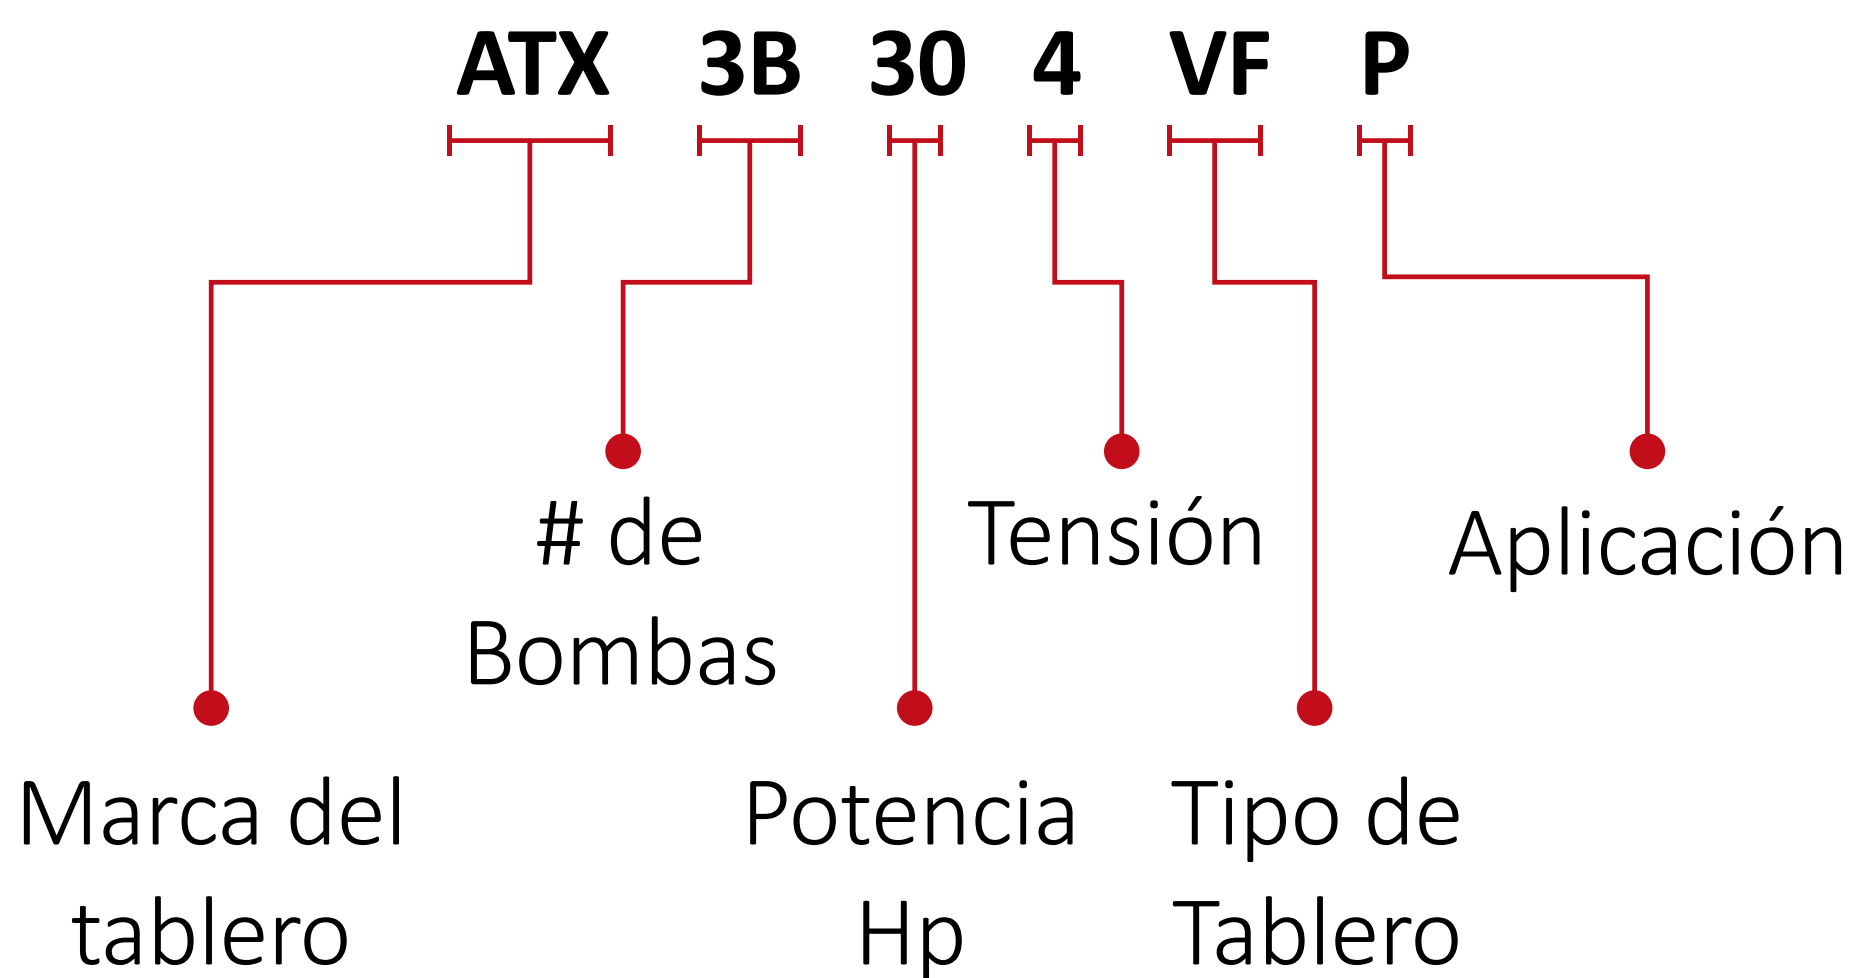 ATX 3B 30 4 VF P
# de
Bombas
Tensión
Aplicación
Marca del
tablero
Potencia
Hp
Tipo de
Tablero